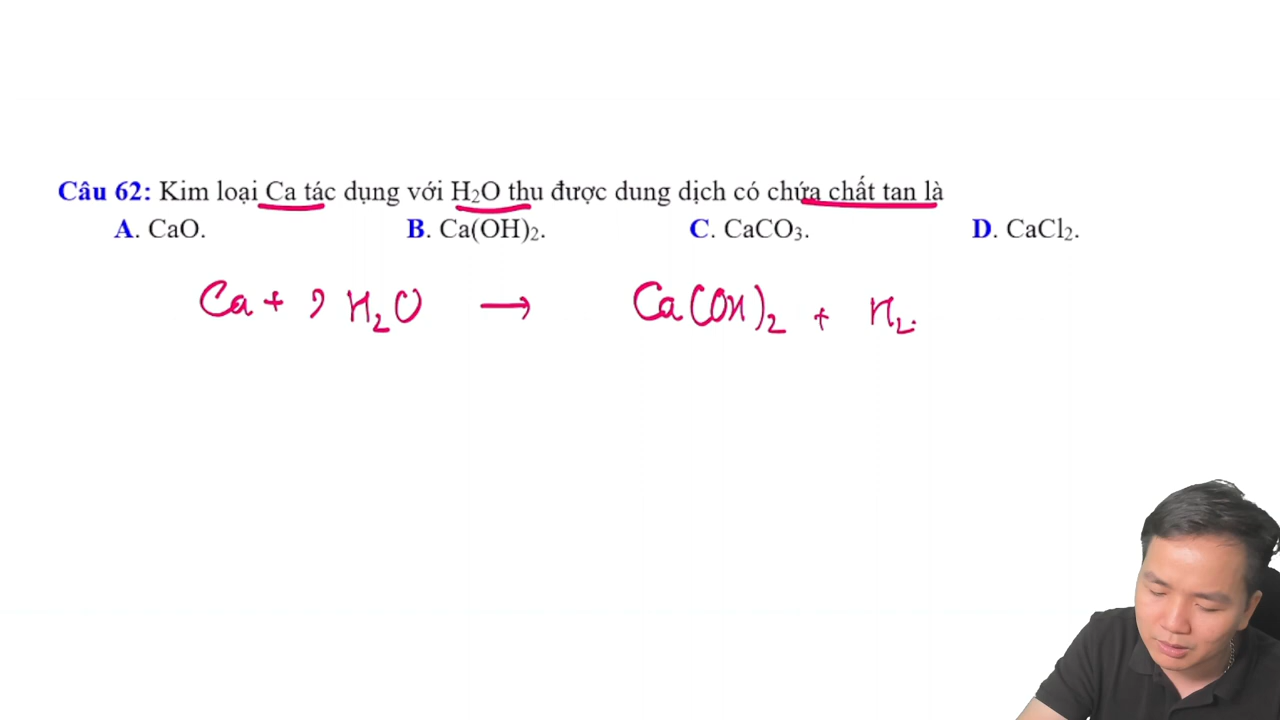 Câu 62: Kim loại Ca tác dụng với H₂O thu được dung dịch có chứa chất tan là
A. CaO. B. Ca(OH)₂. C. CaCO₃. D. CaCl₂.
Ca + 2 H₂O → Ca(OH)₂ + H₂.